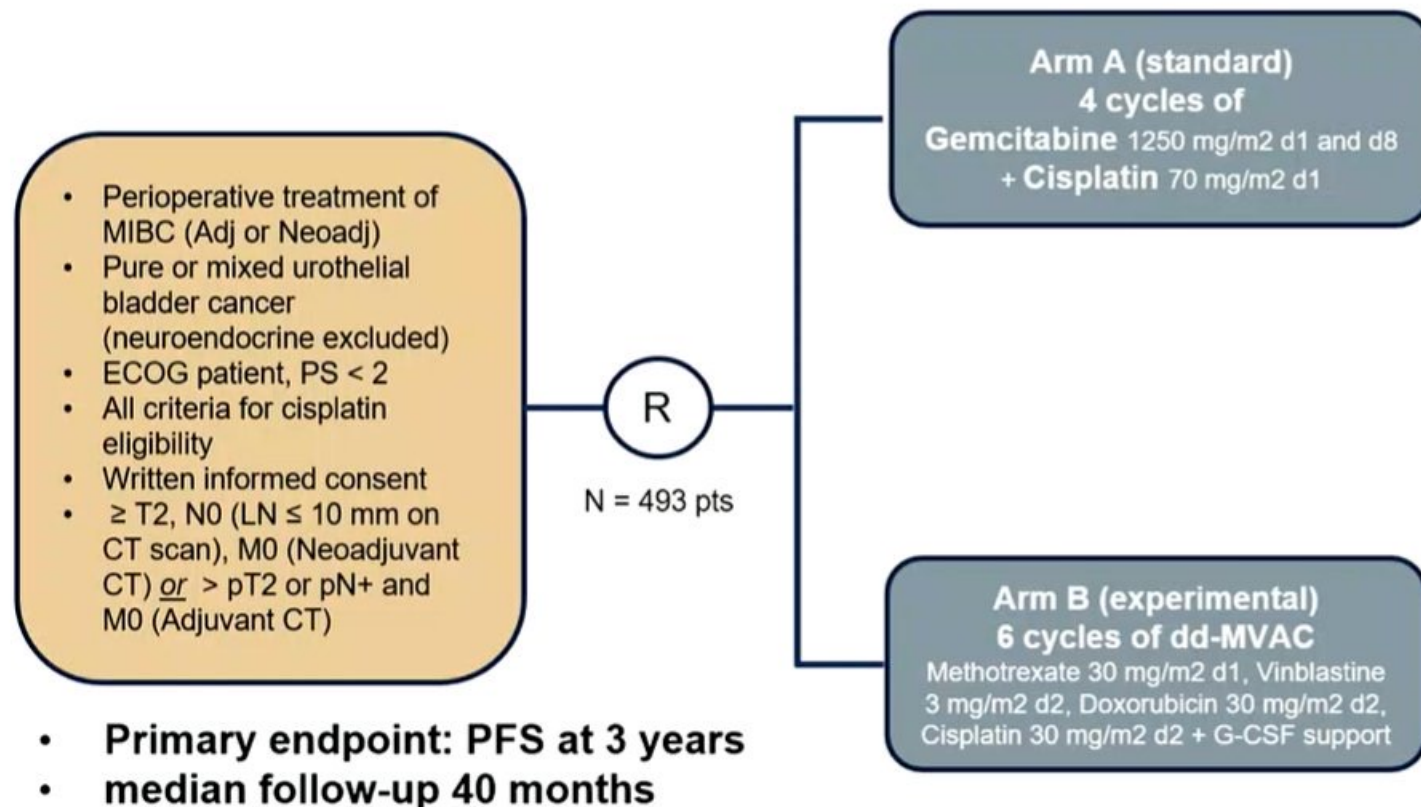 • Perioperative treatment of
MIBC (Adj or Neoadj)
• Pure or mixed urothelial
bladder cancer
(neuroendocrine excluded)
• ECOG patient, PS < 2
• All criteria for cisplatin
eligibility
• Written informed consent
• ≥ T2, N0 (LN ≤ 10 mm on
CT scan), M0 (Neoadjuvant
CT) or > pT2 or pN+ and
M0 (Adjuvant CT)
R
N = 493 pts
Arm A (standard)
4 cycles of
Gemcitabine 1250 mg/m2 d1 and d8
+ Cisplatin 70 mg/m2 d1
Arm B (experimental)
6 cycles of dd-MVAC
Methotrexate 30 mg/m2 d1, Vinblastine
3 mg/m2 d2, Doxorubicin 30 mg/m2 d2,
Cisplatin 30 mg/m2 d2 + G-CSF support
• Primary endpoint: PFS at 3 years
• median follow-up 40 months